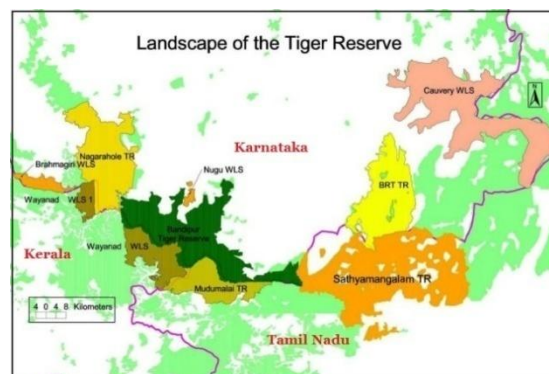 Landscape of the Tiger Reserve
Cauvery WLS
N
Nagarahole TR
Karnataka
Brahmagiri WLS
Nugu WLS
BRT TR
Wayanad WLS 1
Bandipur
Tiger Reserve
Wayanad WLS
Kerala
Sathyamangalam TR
Mudumalai TR
4 0 4 8 Kilometers
Tamil Nadu